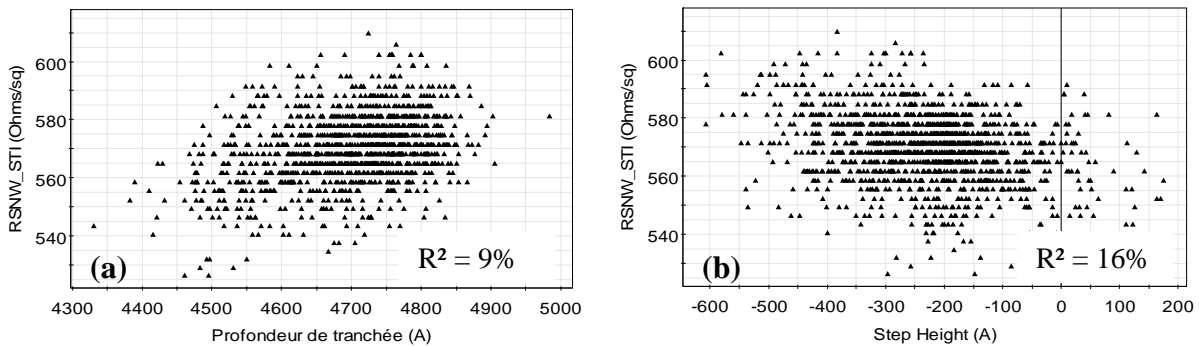 600
580
560
540
RSNW_STI (Ohms/sq)
(a)
R² = 9%
4300 4400 4500 4600 4700 4800 4900 5000
Profondeur de tranchée (A)
600
580
560
540
RSNW_STI (Ohms/sq)
(b)
R² = 16%
-600 -500 -400 -300 -200 -100 0 100 200
Step Height (A)